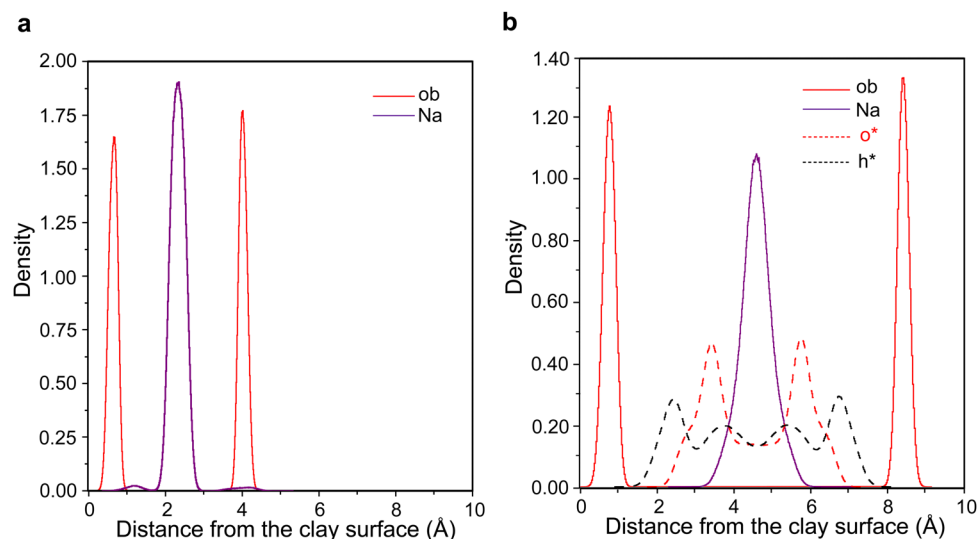 a
2.00
1.75
1.50
1.25
1.00
0.75
0.50
0.25
0.00
Density
ob
Na
0
2
4
6
8
10
Distance from the clay surface (Å)
b
1.40
1.20
1.00
0.80
0.60
0.40
0.20
0.00
Density
ob
Na
o*
h*
0
2
4
6
8
10
Distance from the clay surface (Å)